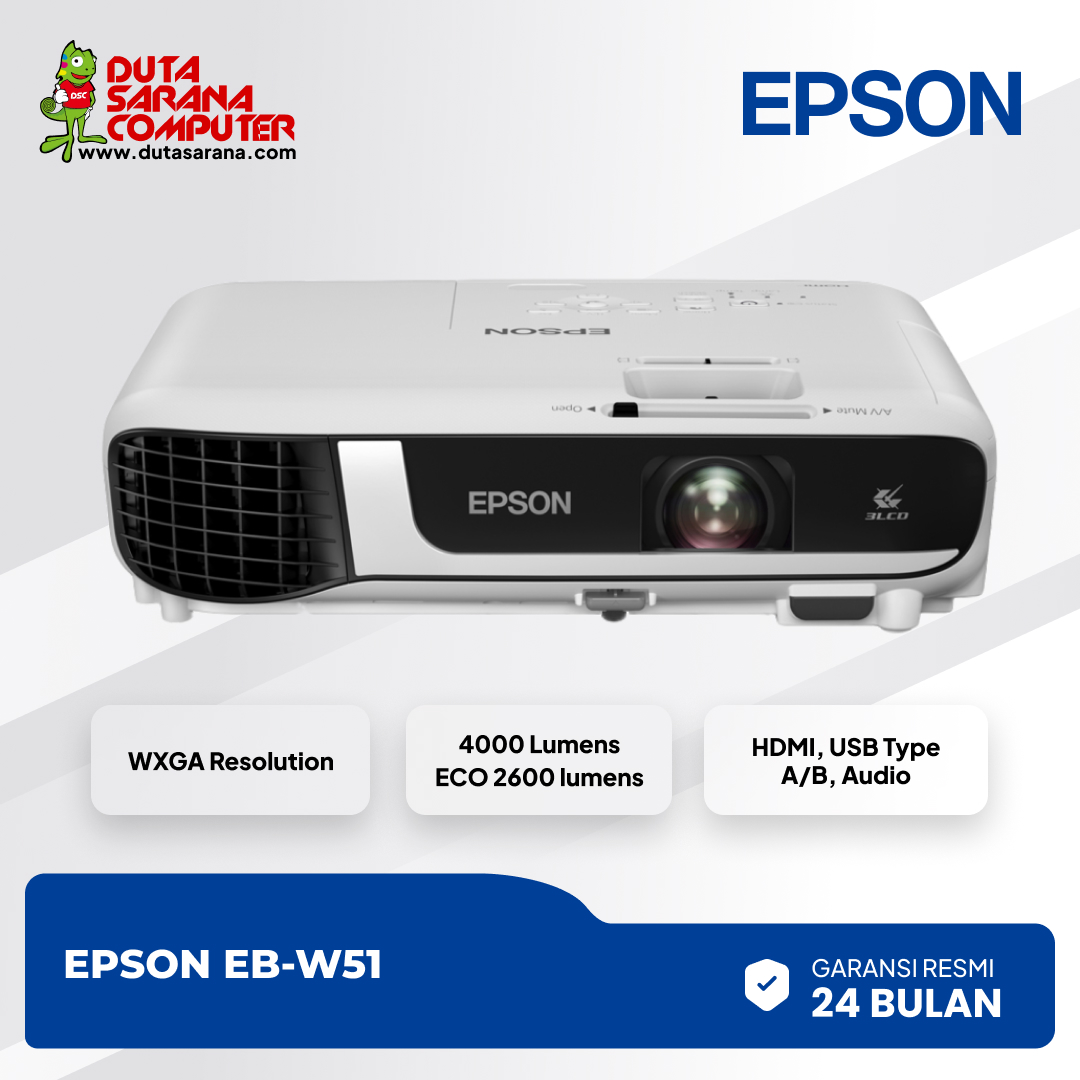 DSC
DUTA
SARANA
COMPUTER
www.dutasarana.com
EPSON
EPSON
Open
A/V Mute
EPSON
3LCD
WXGA Resolution
4000 Lumens
ECO 2600 lumens
HDMI, USB Type
A/B, Audio
EPSON EB-W51
GARANSI RESMI
24 BULAN